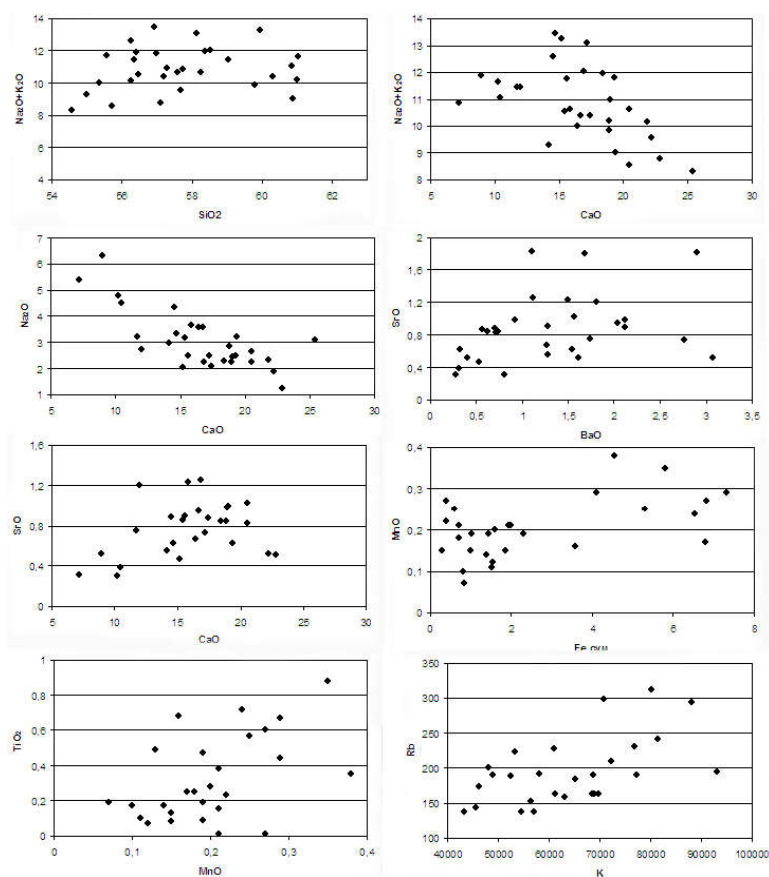 Na₂O+K₂O
14
12
10
8
6
4
54 56 58 60 62
SiO2
Na₂O+K₂O
14
13
12
11
10
9
8
5 10 15 20 25 30
CaO
Na₂O
7
6
5
4
3
2
1
5 10 15 20 25 30
CaO
SrO
2
1,6
1,2
0,8
0,4
0
0 0,5 1 1,5 2 2,5 3 3,5
BaO
SrO
1,6
1,2
0,8
0,4
0
5 10 15 20 25 30
CaO
MnO
0,4
0,3
0,2
0,1
0
0 2 4 6 8
Fe
TiO₂
1
0,8
0,6
0,4
0,2
0
0 0,1 0,2 0,3 0,4
MnO
Rb
350
300
250
200
150
100
40000 50000 60000 70000 80000 90000 100000
K